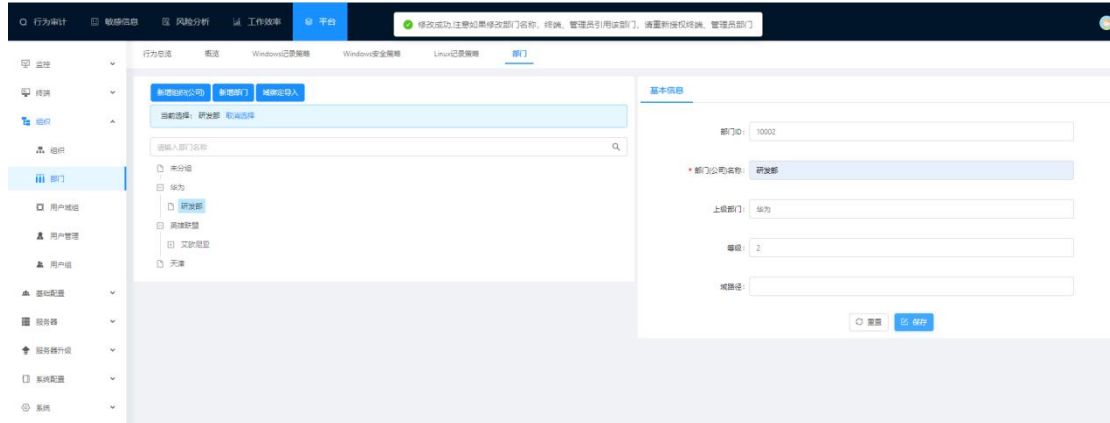 行为审计 敏感信息 风险分析 工作效率 平台
修改成功,注意如果修改部门名称，终端、管理员引用该部门，请重新授权终端、管理员部门
行为总览 概览 Windows记录策略 Windows安全策略 Linux记录策略 部门
监控
终端
组织
组织
部门
用户域组
用户管理
用户组
基础配置
服务器
服务器升级
系统配置
系统
新增组织(公司) 新增部门 域绑定导入
当前选择：研发部 取消选择
请输入部门名称
未分组
华为
研发部
英雄联盟
艾欧尼亚
天津
基本信息
部门ID: 10002
* 部门(公司)名称: 研发部
上级部门: 华为
等级: 2
域路径:
重置 保存